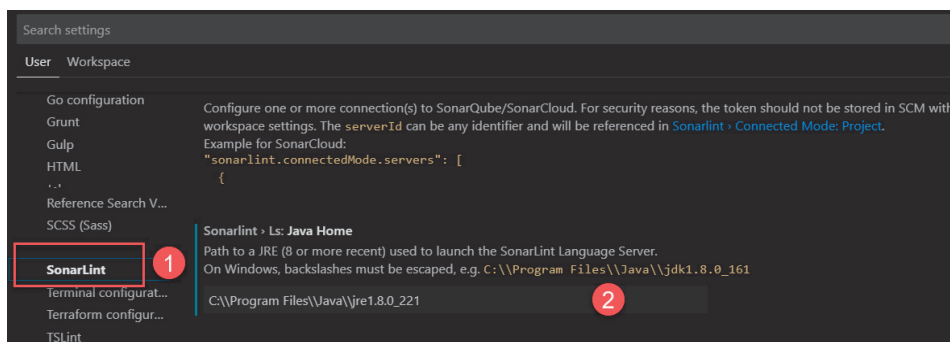 Search settings
User Workspace
Go configuration
Grunt
Gulp
HTML
Reference Search V...
SCSS (Sass)
SonarLint
1
Terminal configurat...
Terraform configur...
TSLint
Configure one or more connection(s) to SonarQube/SonarCloud. For security reasons, the token should not be stored in SCM with
workspace settings. The serverId can be any identifier and will be referenced in Sonarlint › Connected Mode: Project.
Example for SonarCloud:
"sonarlint.connectedMode.servers": [
{
Sonarlint › Ls: Java Home
Path to a JRE (8 or more recent) used to launch the SonarLint Language Server.
On Windows, backslashes must be escaped, e.g. C:\\Program Files\\Java\\jdk1.8.0_161
C:\\Program Files\\Java\\jre1.8.0_221
2